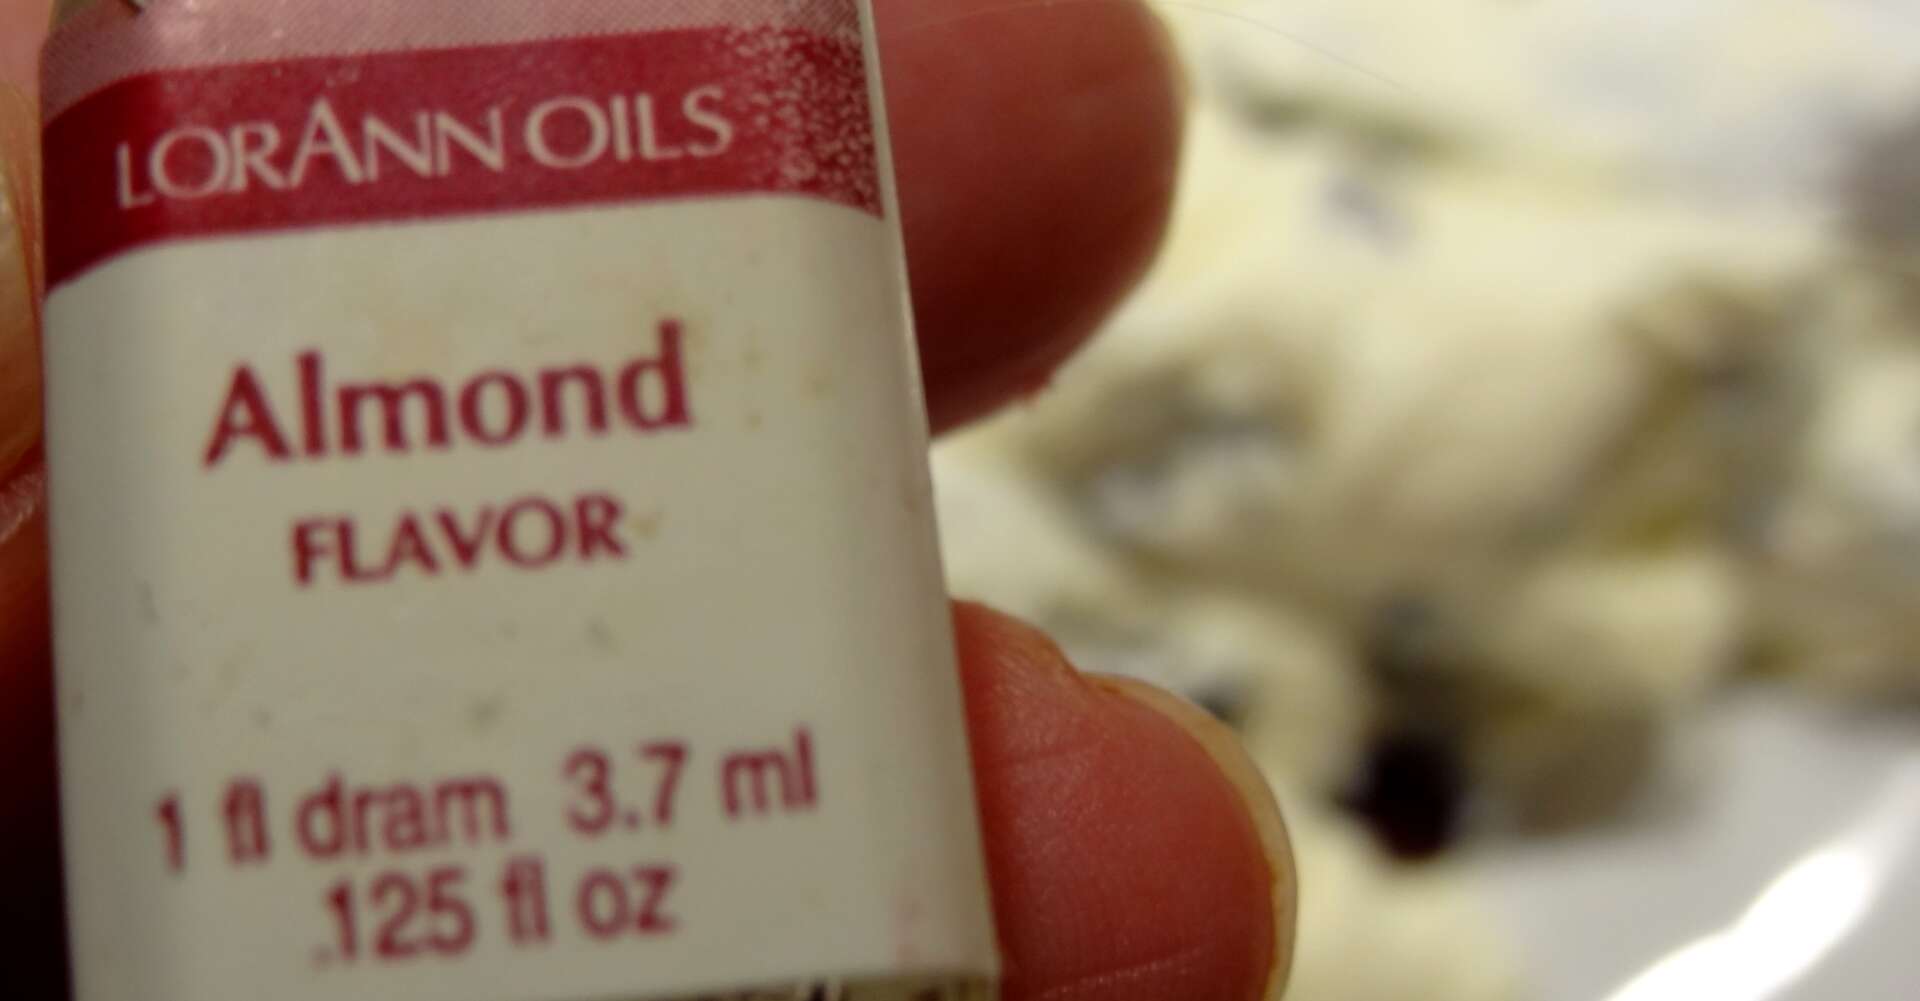 LORANN OILS
Almond
FLAVOR
1 fl dram 3.7 ml
.125 fl oz